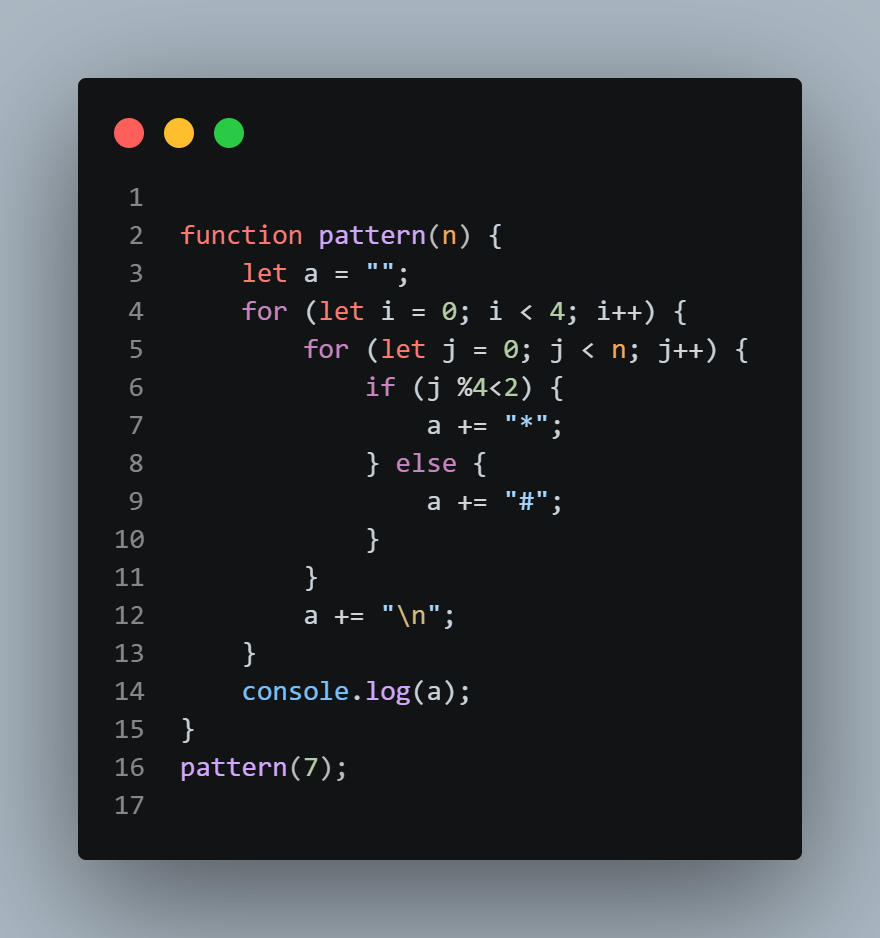 1
2 function pattern(n) {
3     let a = "";
4     for (let i = 0; i < 4; i++) {
5         for (let j = 0; j < n; j++) {
6             if (j %4<2) {
7                 a += "*";
8             } else {
9                 a += "#";
10             }
11         }
12         a += "\n";
13     }
14     console.log(a);
15 }
16 pattern(7);
17